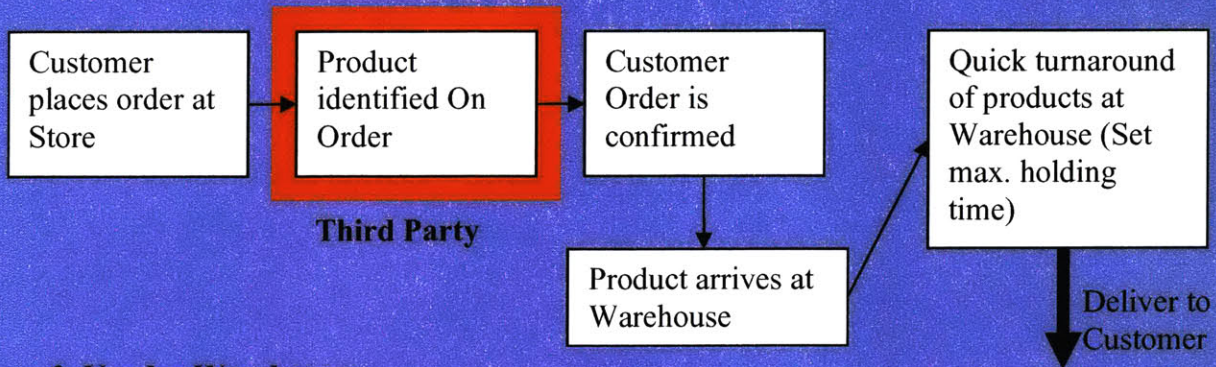 Customer
places order at
Store
Product
identified On
Order
Customer
Order is
confirmed
Quick turnaround
of products at
Warehouse (Set
max. holding
time)
Third Party
Product arrives at
Warehouse
Deliver to
Customer